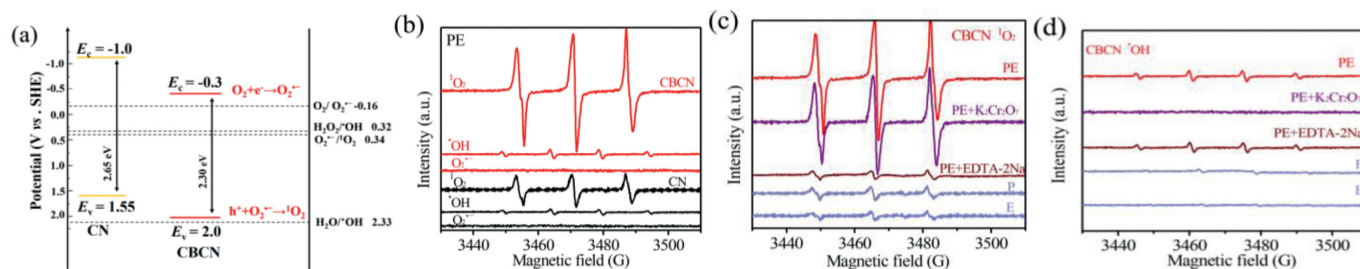 (a)
Potential (V vs. SHE)
-1.0
-0.5
0.0
0.5
1.0
1.5
2.0
Ec = -1.0
2.65 eV
Ev = 1.55
CN
Ec = -0.3
O2+e-→O2•-
2.30 eV
h++O2•-→1O2
Ev = 2.0
CBCN
O2/ O2•- -0.16
H2O2/•OH 0.32
O2•-/1O2 0.34
H2O/•OH 2.33
(b)
Intensity (a.u.)
PE
1O2
CBCN
•OH
O2•-
1O2
CN
•OH
O2•-
3440 3460 3480 3500
Magnetic field (G)
(c)
Intensity (a.u.)
CBCN 1O2
PE
PE+K2Cr2O7
PE+EDTA-2Na
P
E
3440 3460 3480 3500
Magnetic field (G)
(d)
Intensity (a.u.)
CBCN •OH
PE
PE+K2Cr2O7
PE+EDTA-2Na
3440 3460 3480 3500
Magnetic field (G)